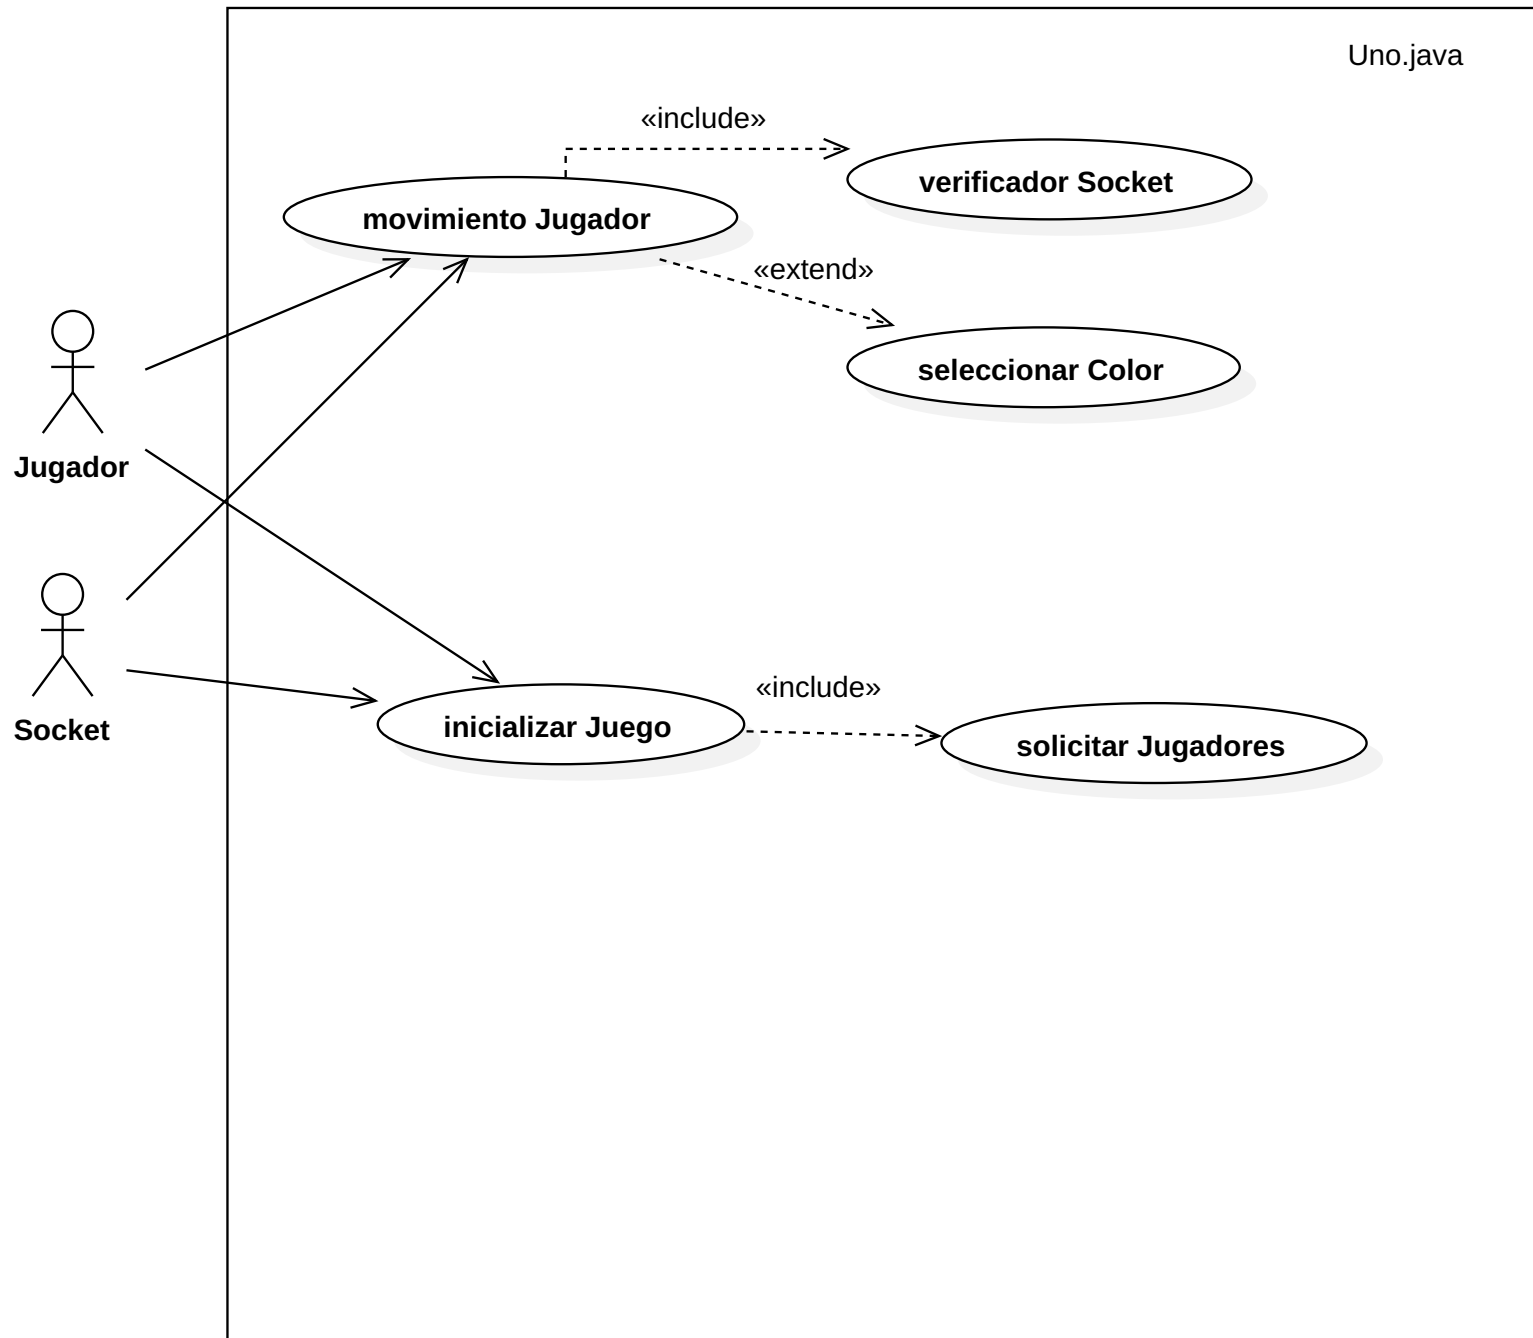 Uno.java
«include»
verificador Socket
movimiento Jugador
«extend»
seleccionar Color
Jugador
Socket
inicializar Juego
«include»
solicitar Jugadores